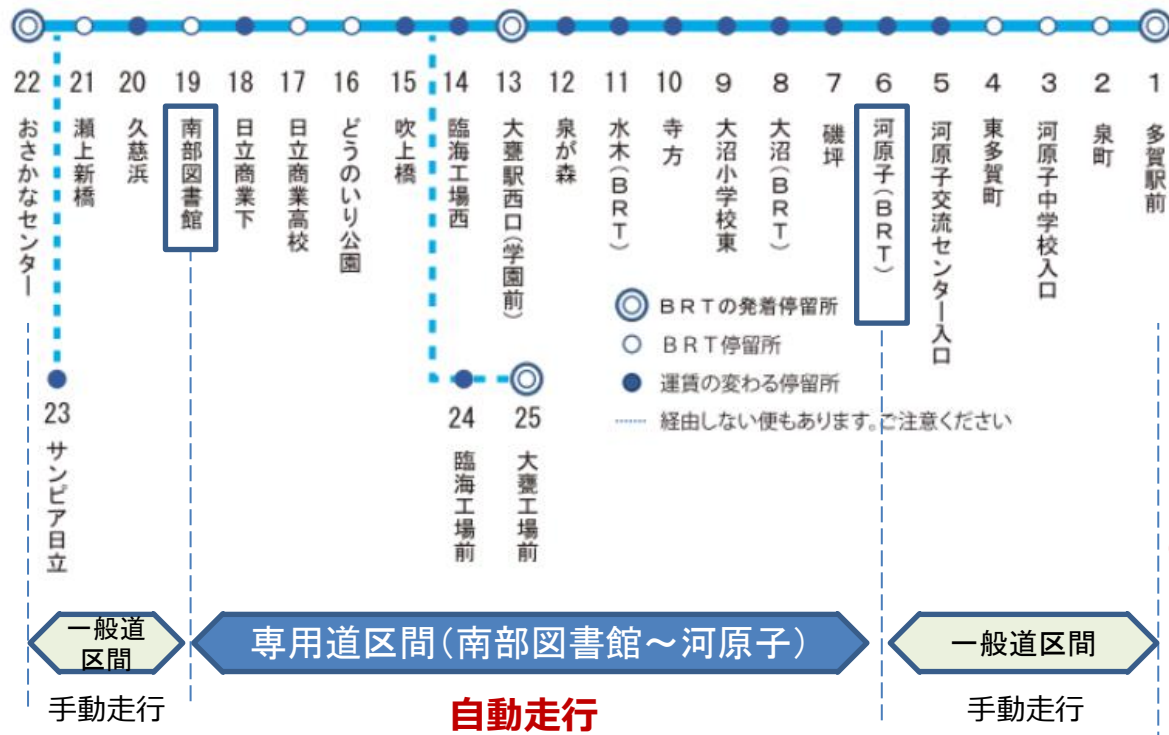 22 おさかなセンター
21 瀬上新橋
20 久慈浜
19 南部図書館
18 日立商業下
17 日立商業高校
16 どうのいり公園
15 吹上橋
14 臨海工場西
13 大甕駅西口(学園前)
12 泉が森
11 水木(BRT)
10 寺方
9 大沼小学校東
8 大沼(BRT)
7 磯坪
6 河原子(BRT)
5 河原子交流センター入口
4 東多賀町
3 河原子中学校入口
2 泉町
1 多賀駅前
BRTの発着停留所
BRT停留所
運賃の変わる停留所
経由しない便もあります。ご注意ください
23 サンピア日立
24 臨海工場前
25 大甕工場前
一般道
区間
専用道区間(南部図書館~河原子)
一般道区間
手動走行
自動走行
手動走行